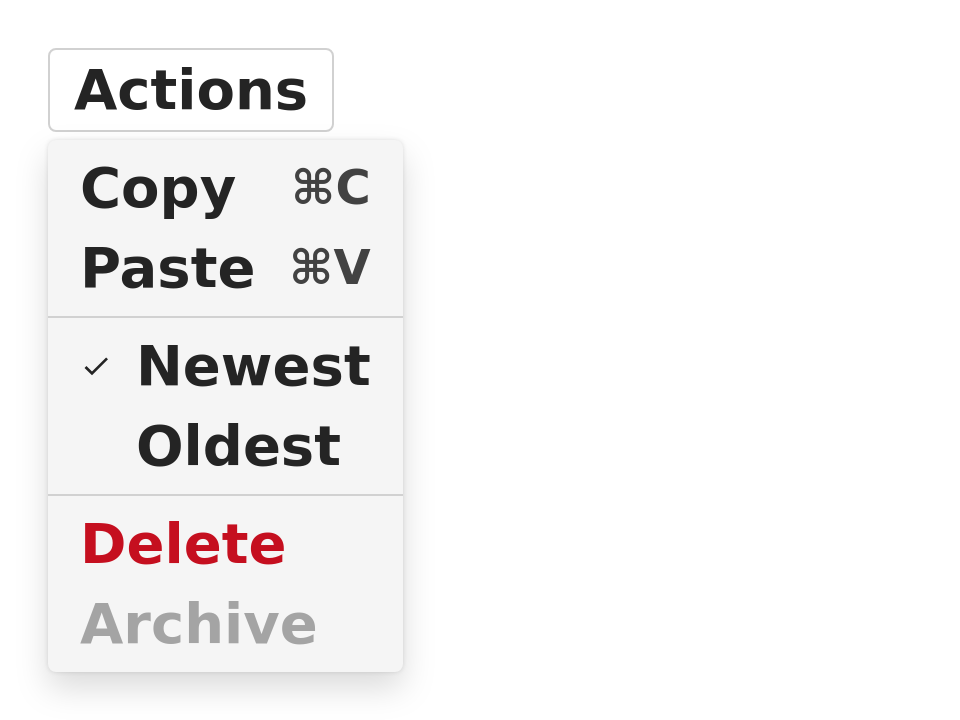 Actions
Copy ⌘C
Paste ⌘V
✓ Newest
Oldest
Delete
Archive